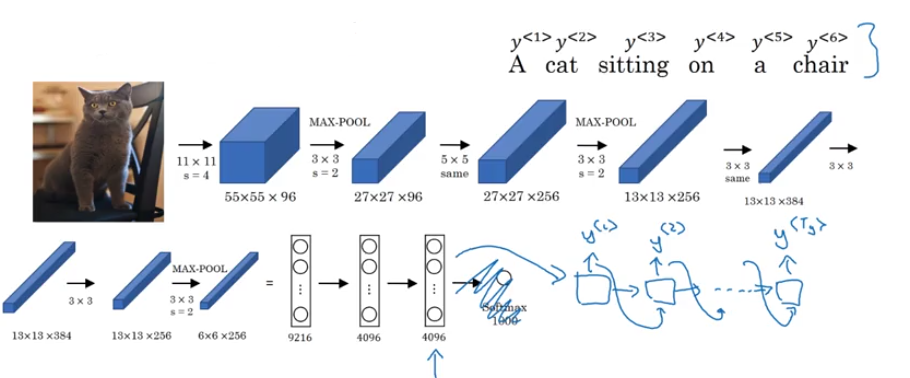 y<1> y<2> y<3> y<4> y<5> y<6>
A cat sitting on a chair
MAX-POOL
MAX-POOL
11 × 11
s = 4
3 × 3
s = 2
5 × 5
same
3 × 3
s = 2
3 × 3
same
3 × 3
55×55 × 96
27×27 ×96
27×27 ×256
13×13 ×256
13×13 ×384
y<1>
y<2>
y<Ty>
MAX-POOL
3 × 3
3 × 3
s = 2
=
Softmax
1000
13×13 ×384
13×13 ×256
6×6 ×256
9216
4096
4096